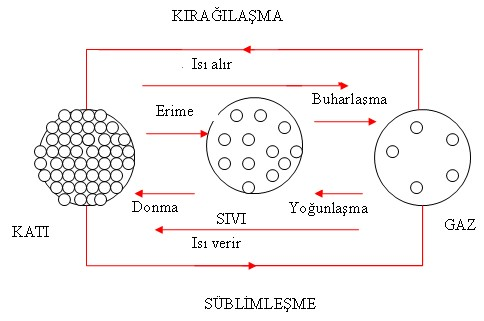 KIRAĞILAŞMA
Isı alır
Erime
Buharlaşma
Donma
Yoğunlaşma
SIVI
KATI
GAZ
Isı verir
SÜBLİMLEŞME